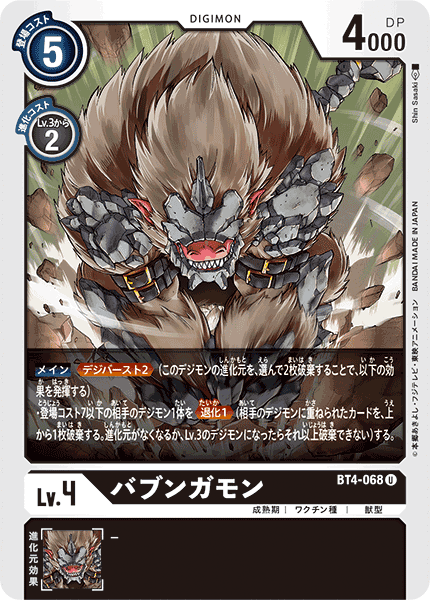 DIGIMON
登場コスト
5
4000
DP
進化コスト
Lv.3から
2
Shin Sasaki
©本郷あきよし・フジテレビ・東映アニメーション BANDAI MADE IN JAPAN
メイン デジバースト2 (このデジモンの進化元を、選んで2枚破棄することで、以下の効
果を発揮する)
・登場コスト7以下の相手のデジモン1体を 退化1 (相手のデジモンに重ねられたカードを、上
から1枚破棄する。進化元がなくなるか、Lv.3のデジモンになったらそれ以上破棄できない)する。
BT4-068 U
Lv.4
バブンガモン
成熟期 | ワクチン種 | 獣型
進化元効果
-